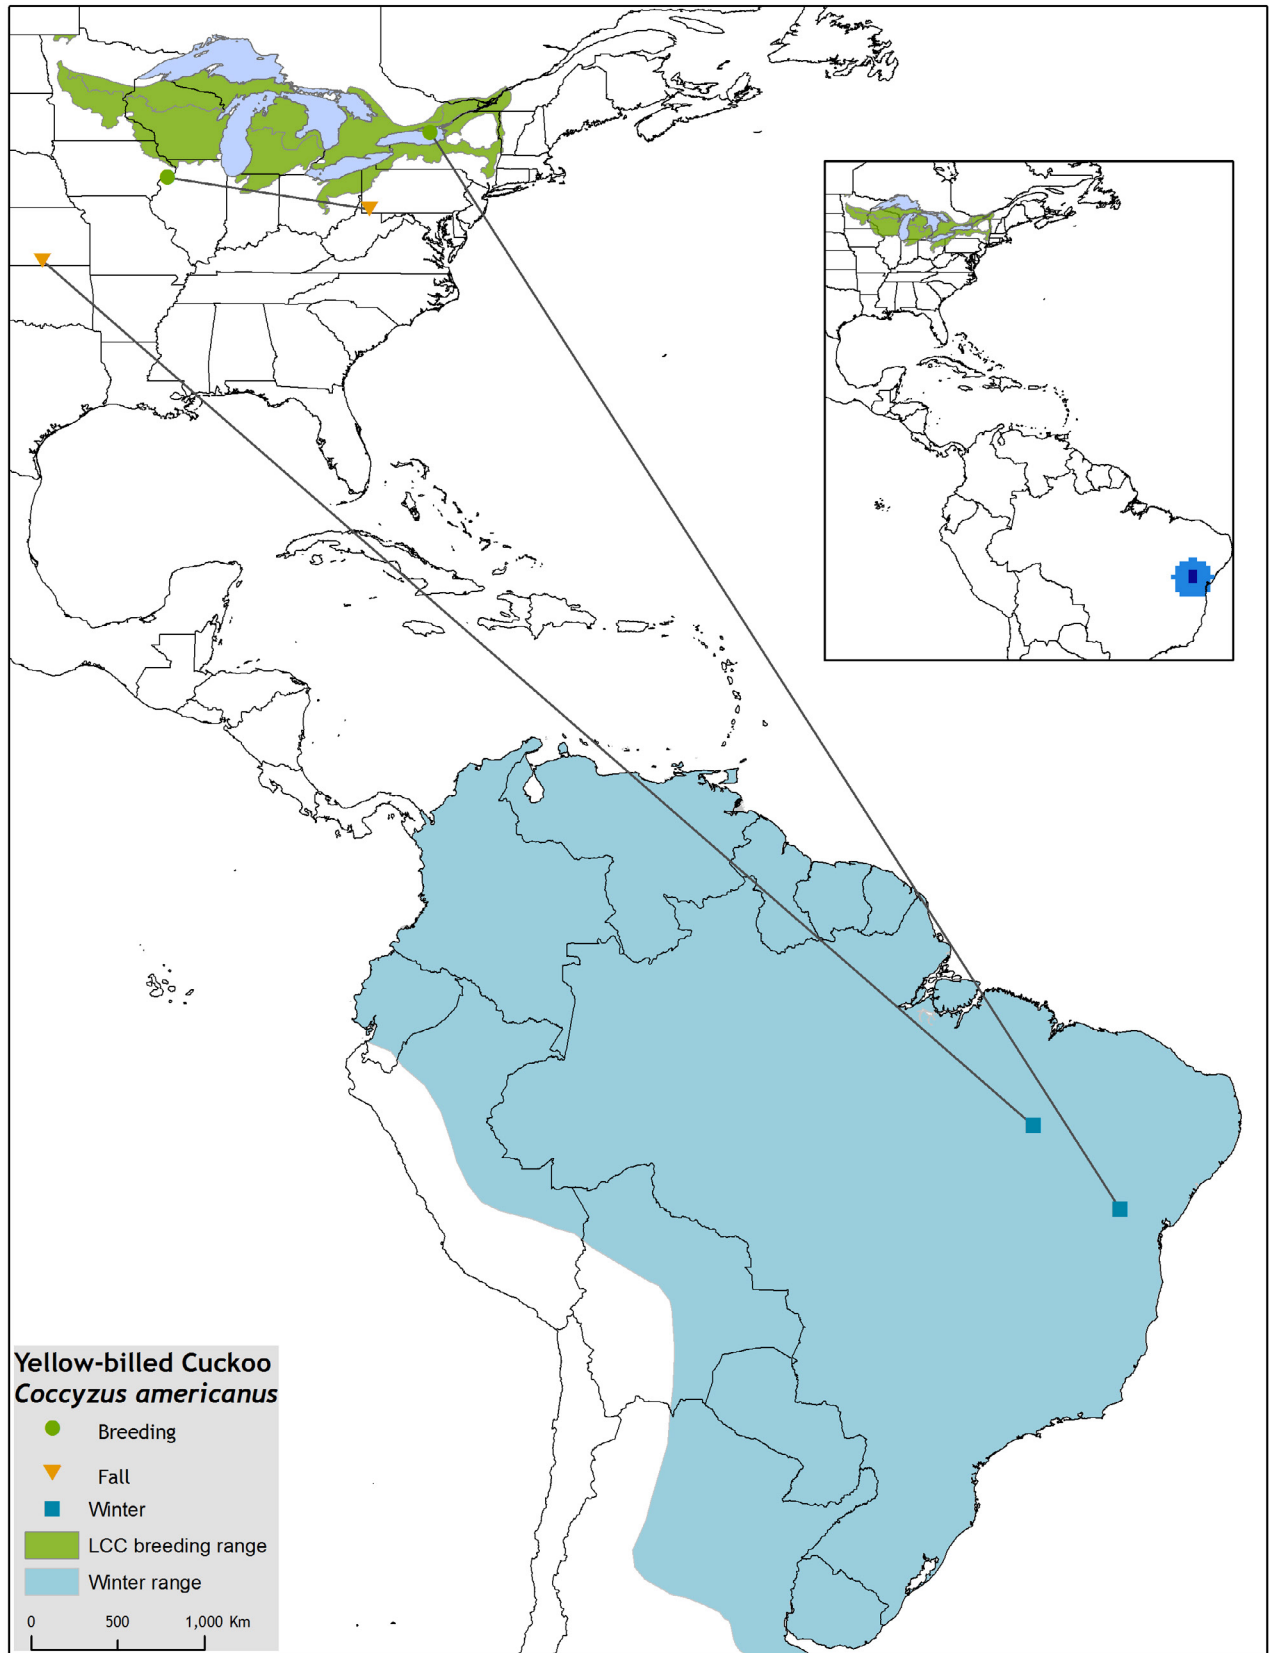 Yellow-billed Cuckoo
Coccyzus americanus
Breeding
Fall
Winter
LCC breeding range
Winter range
0 500 1,000 Km